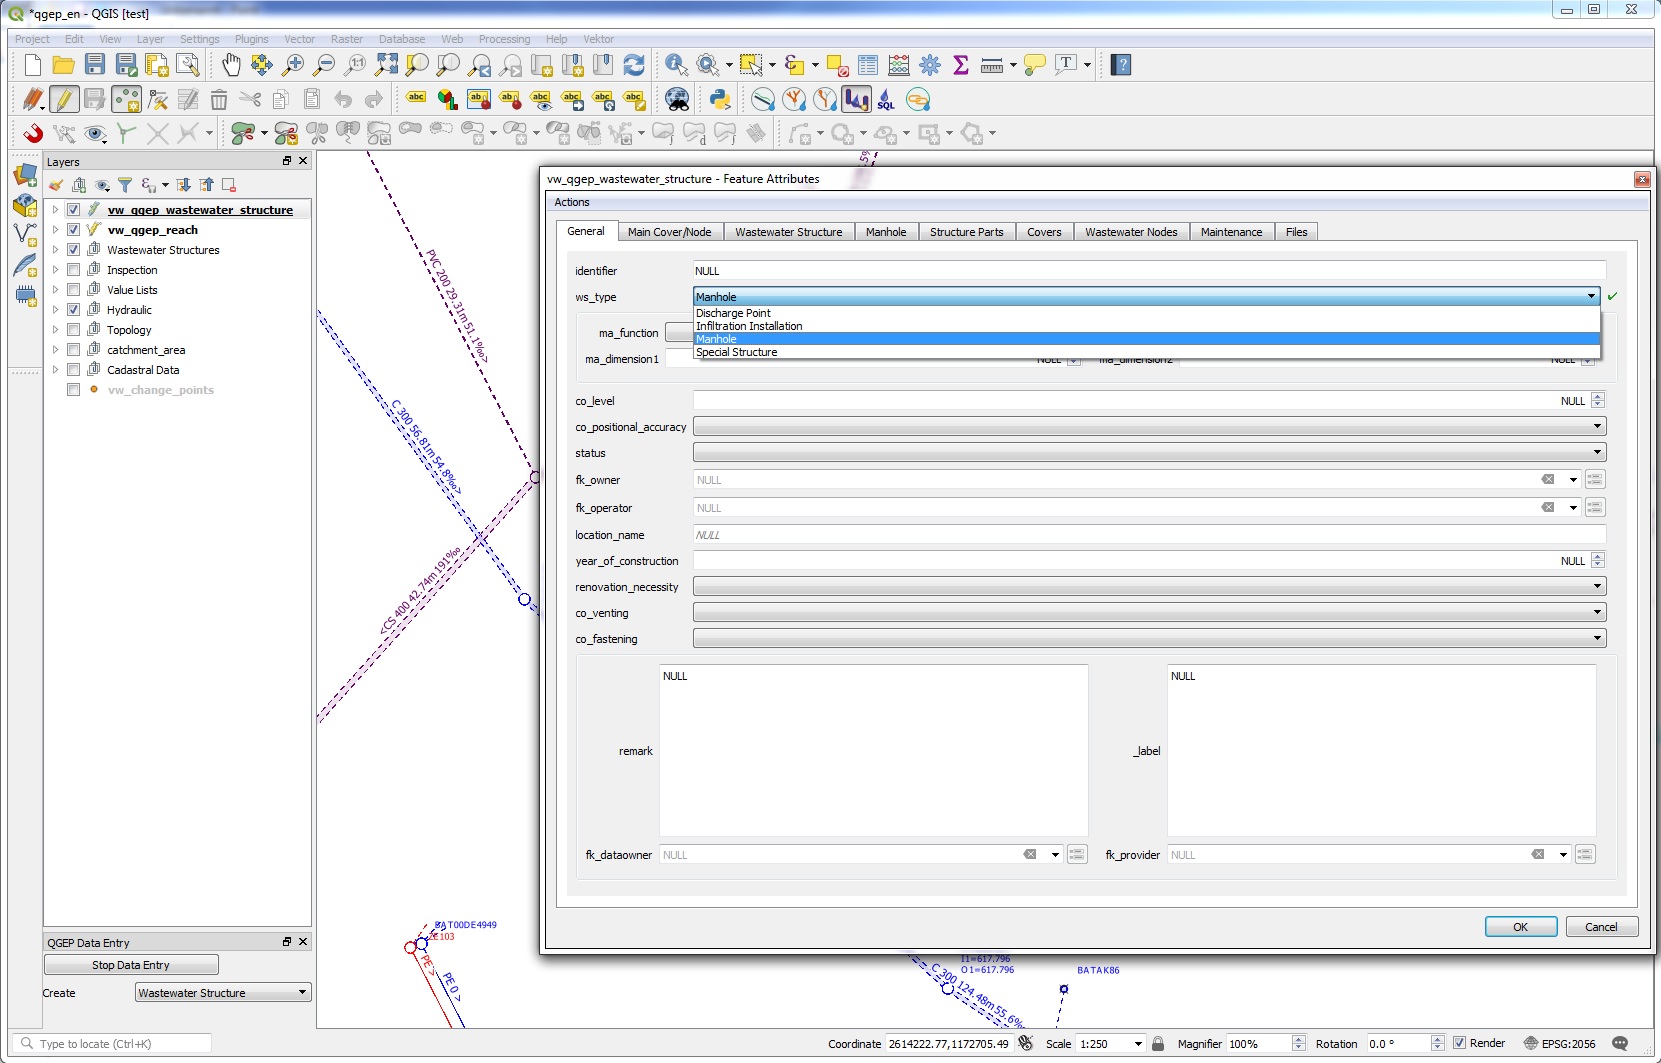 *qgep_en - QGIS [test]
Project Edit View Layer Settings Plugins Vector Raster Database Web Processing Help Vektor
Layers
vw_qgep_wastewater_structure
vw_qgep_reach
Wastewater Structures
Inspection
Value Lists
Hydraulic
Topology
catchment_area
Cadastral Data
vw_change_points
QGEP Data Entry
Stop Data Entry
Create Wastewater Structure
PVC 200 29.31m 51.1‰>
C 300 56.81m 54.8‰>
<CS 400 42.74m 191‰
BAT00DE4949
ZE103
PE >
PE 0 >
vw_qgep_wastewater_structure - Feature Attributes
Actions
General Main Cover/Node Wastewater Structure Manhole Structure Parts Covers Wastewater Nodes Maintenance Files
identifier NULL
ws_type Manhole
Discharge Point
Infiltration Installation
Manhole
Special Structure
ma_function
ma_dimension1 NULL ma_dimension2 NULL
co_level NULL
co_positional_accuracy
status
fk_owner NULL
fk_operator NULL
location_name NULL
year_of_construction NULL
renovation_necessity
co_venting
co_fastening
remark NULL
_label NULL
fk_dataowner NULL fk_provider NULL
OK Cancel
I1=617.796
O1=617.796
C 300 124.48m 55.6‰
BATAK86
Type to locate (Ctrl+K)
Coordinate 2614222.77,1172705.49 Scale 1:250 Magnifier 100% Rotation 0.0 ° Render EPSG:2056